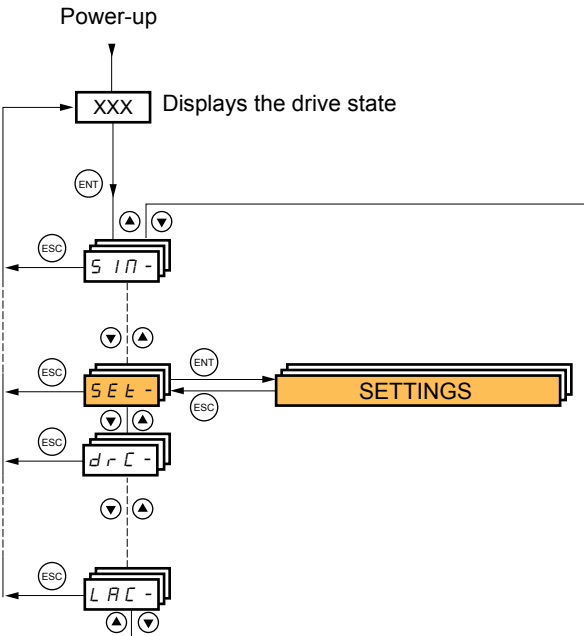 Power-up
XXX Displays the drive state
ENT
ESC
SIM-
ENT
ESC
SEt- SETTINGS
ESC
ESC
drC-
ESC
LAC-